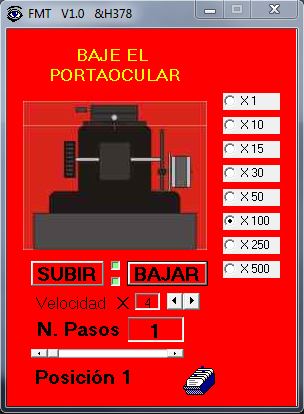 FMT V1.0 &H378
BAJE EL
PORTAOCULAR
X 1
X 10
X 15
X 30
X 50
X 100
X 250
X 500
SUBIR BAJAR
Velocidad X 4
N. Pasos 1
Posición 1